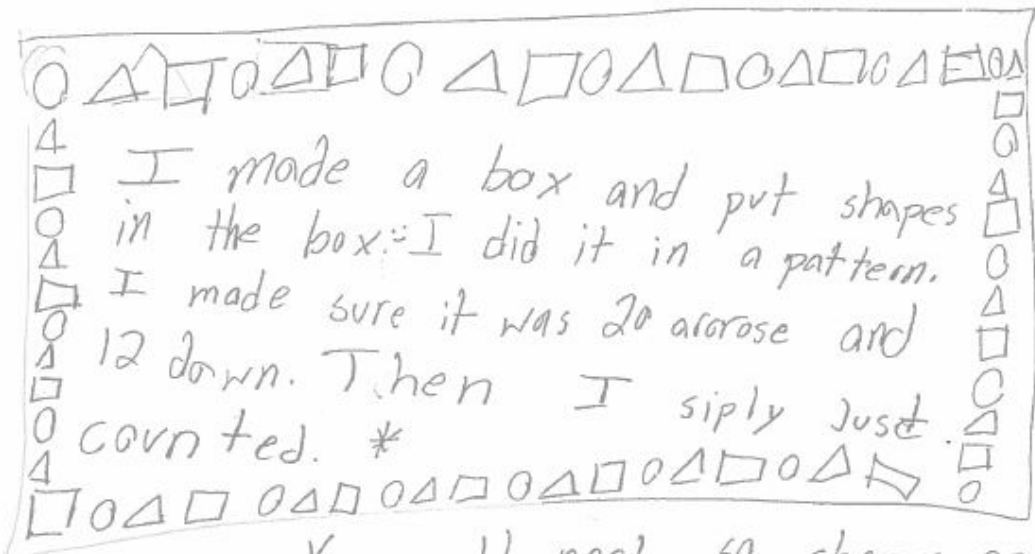 I made a box and put shapes
in the box. I did it in a pattern.
I made sure it was 20 acrose and
12 down. Then I siply Just
counted. *